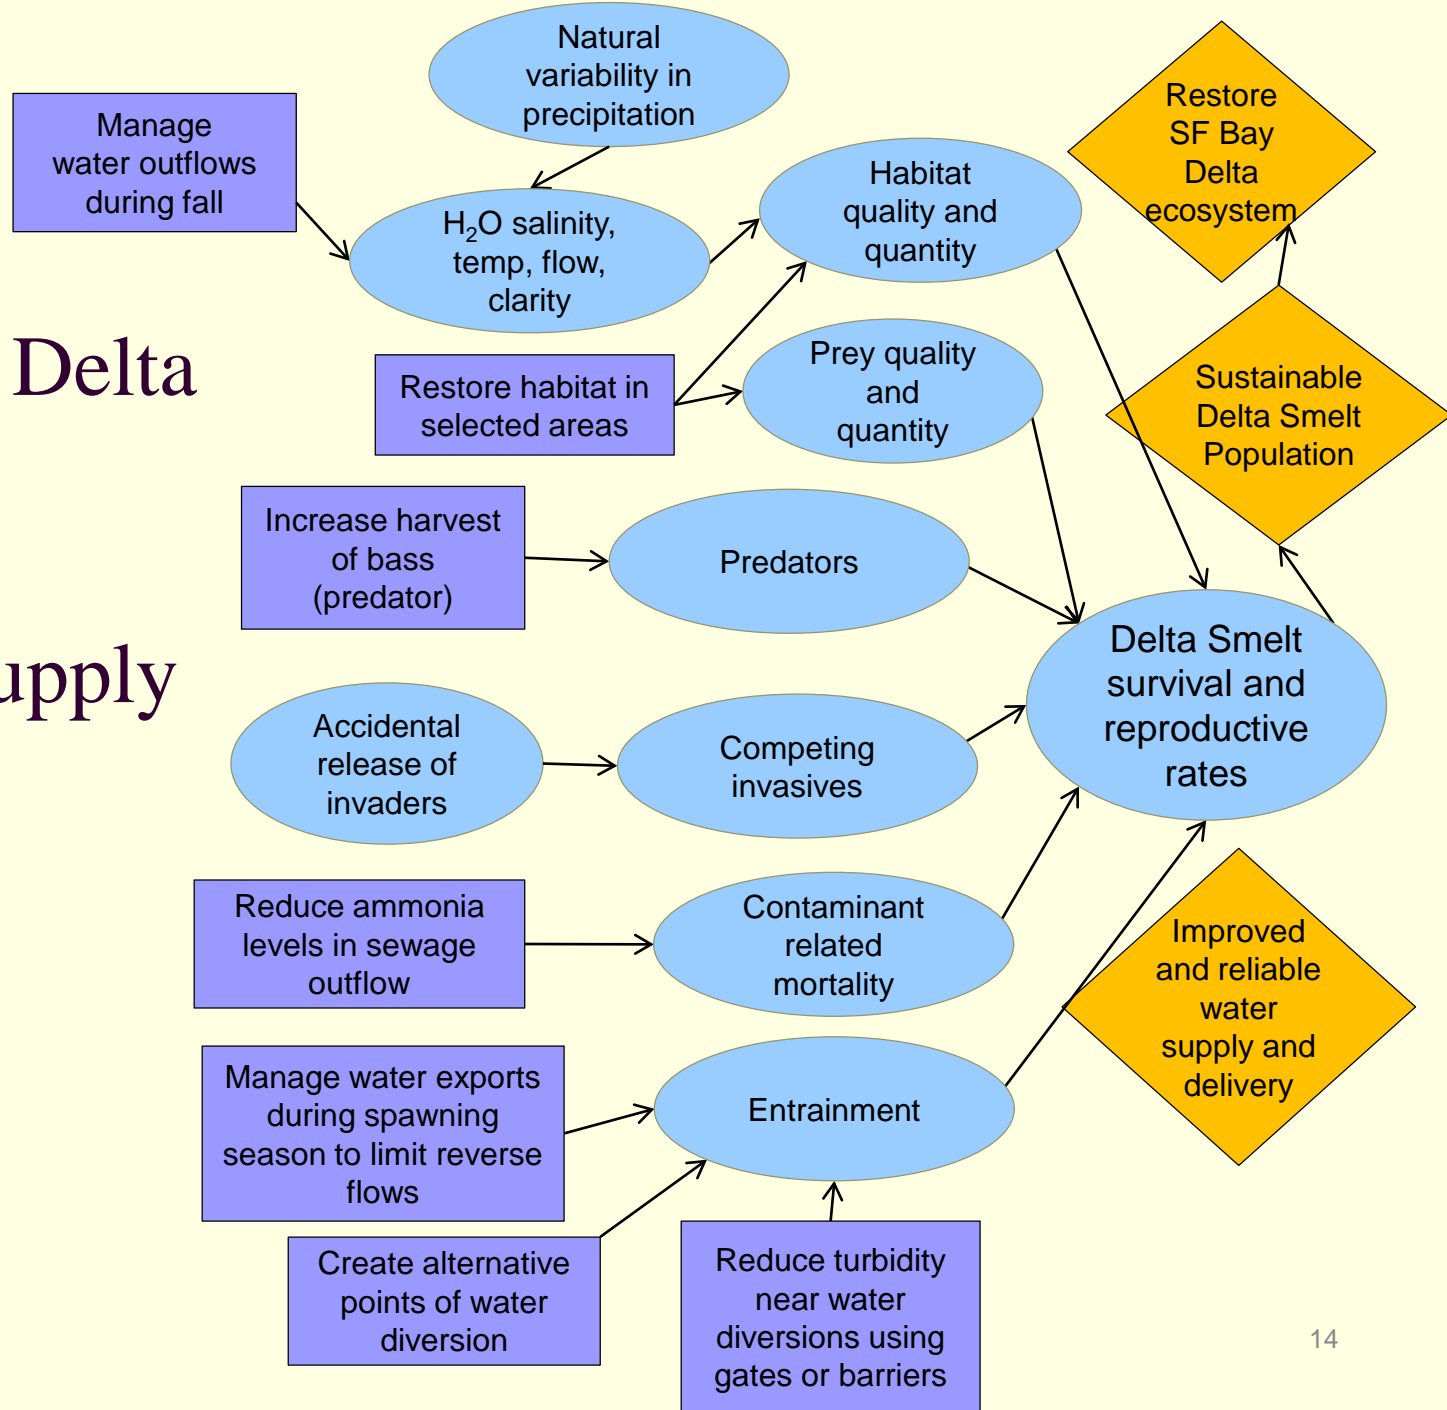 Natural
variability in
precipitation
Restore
SF Bay
Delta
ecosystem
Manage
water outflows
during fall
Habitat
quality and
quantity
H₂O salinity,
temp, flow,
clarity
Delta
Restore habitat in
selected areas
Prey quality
and
quantity
Sustainable
Delta Smelt
Population
Increase harvest
of bass
(predator)
Predators
upply
Delta Smelt
survival and
reproductive
rates
Accidental
release of
invaders
Competing
invasives
Reduce ammonia
levels in sewage
outflow
Contaminant
related
mortality
Improved
and reliable
water
supply and
delivery
Manage water exports
during spawning
season to limit reverse
flows
Entrainment
Create alternative
points of water
diversion
Reduce turbidity
near water
diversions using
gates or barriers
14